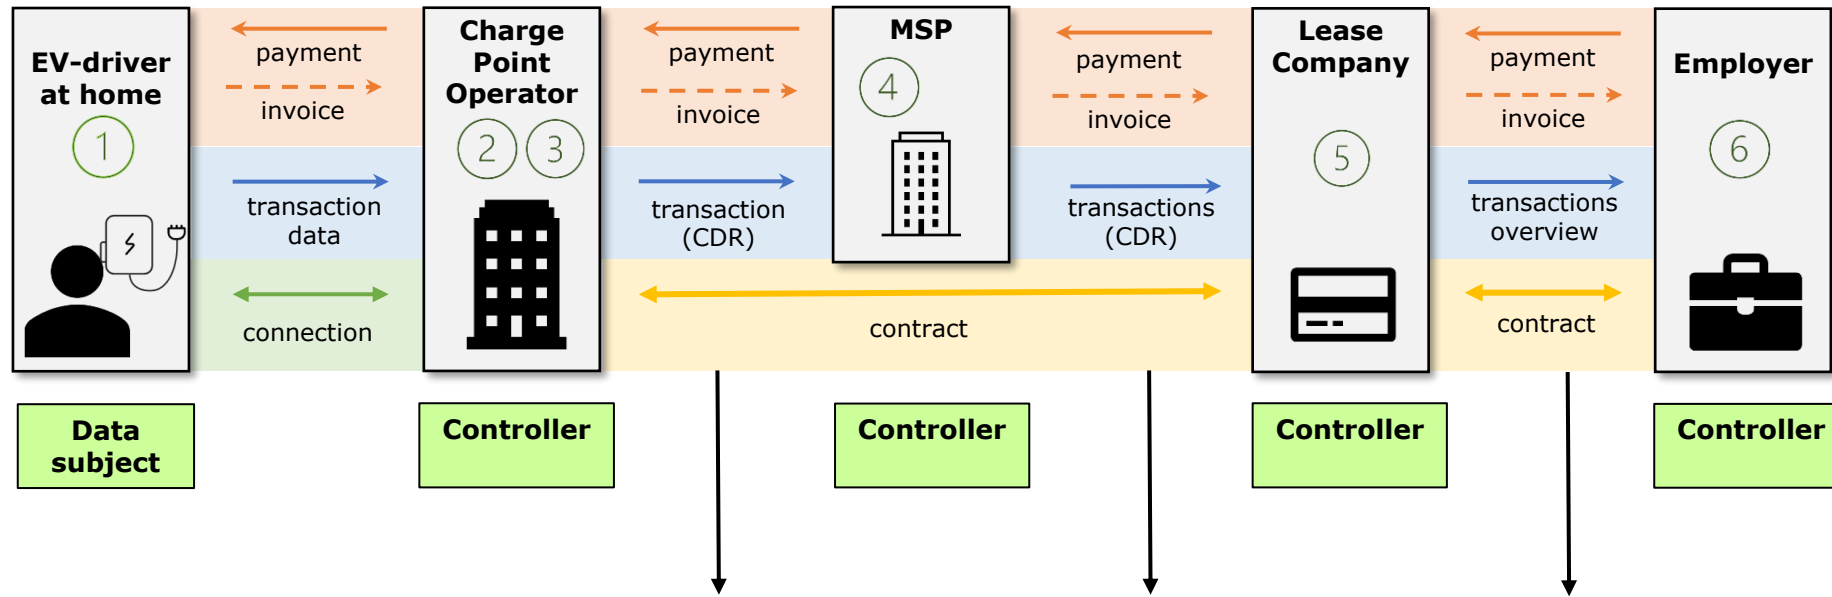 EV-driver
at home
1
payment
invoice
transaction
data
connection
Charge
Point
Operator
2 3
payment
invoice
transaction
(CDR)
contract
MSP
4
payment
invoice
transactions
(CDR)
Lease
Company
5
payment
invoice
transactions
overview
contract
Employer
6
Data
subject
Controller
Controller
Controller
Controller